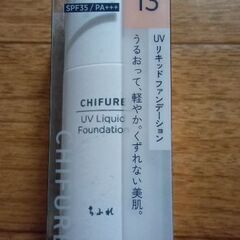 SPF35/PA+++
13
CHIFURE
UV Liquid
Foundation
ちふれ
CHIFURE
UV リキッド ファンデーション
うるおって、軽やか。くずれない美肌。